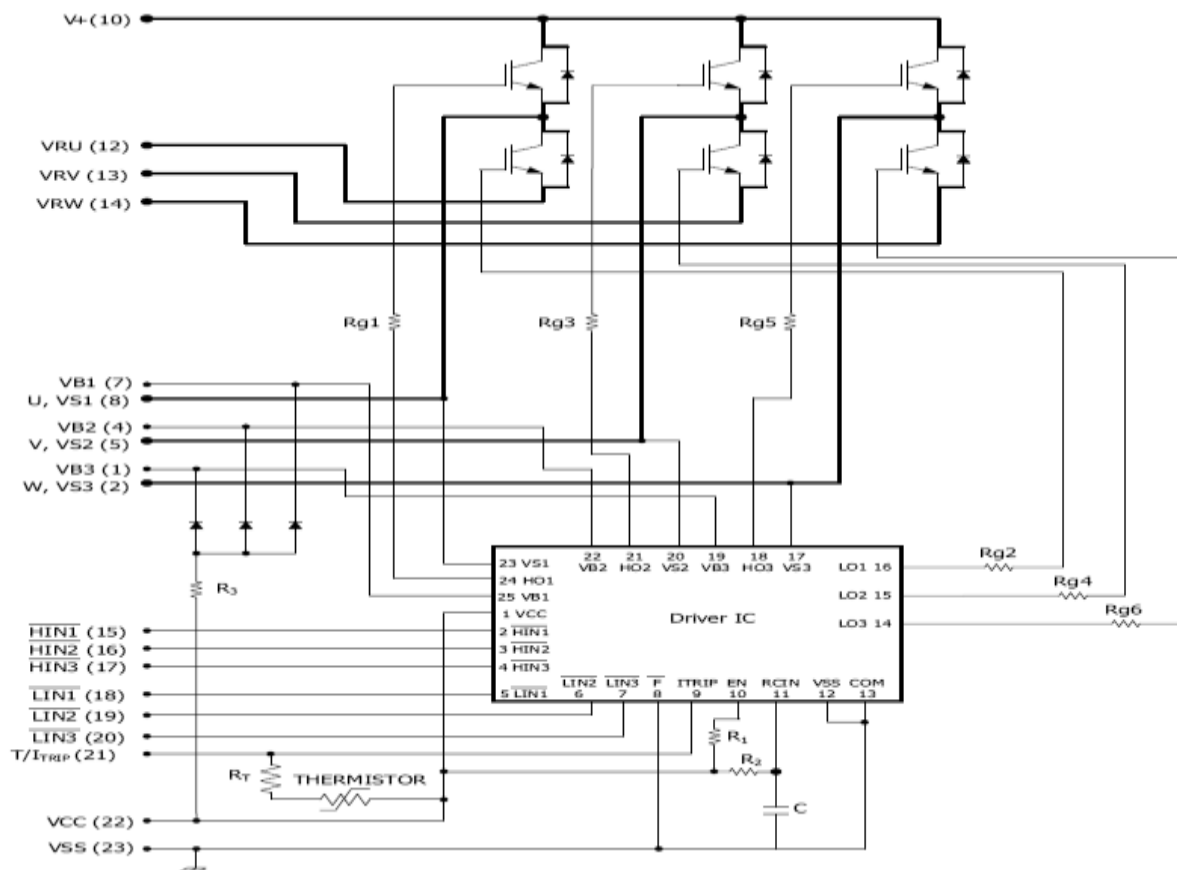 V+(10)
VRU (12)
VRV (13)
VRW (14)
Rg1
Rg3
Rg5
VB1 (7)
U, VS1 (8)
VB2 (4)
V, VS2 (5)
VB3 (1)
W, VS3 (2)
R3
22 21 20 19 18 17
VB2 HO2 VS2 VB3 HO3 VS3
23 VS1
24 HO1
25 VB1
1 VCC
2 HIN1
3 HIN2
4 HIN3
5 LIN1
Driver IC
LO1 16
LO2 15
LO3 14
Rg2
Rg4
Rg6
LIN2 LIN3 F ITRIP EN RCIN VSS COM
6 7 8 9 10 11 12 13
HIN1 (15)
HIN2 (16)
HIN3 (17)
LIN1 (18)
LIN2 (19)
LIN3 (20)
T/ITRIP (21)
R1
R2
RT
THERMISTOR
C
VCC (22)
VSS (23)